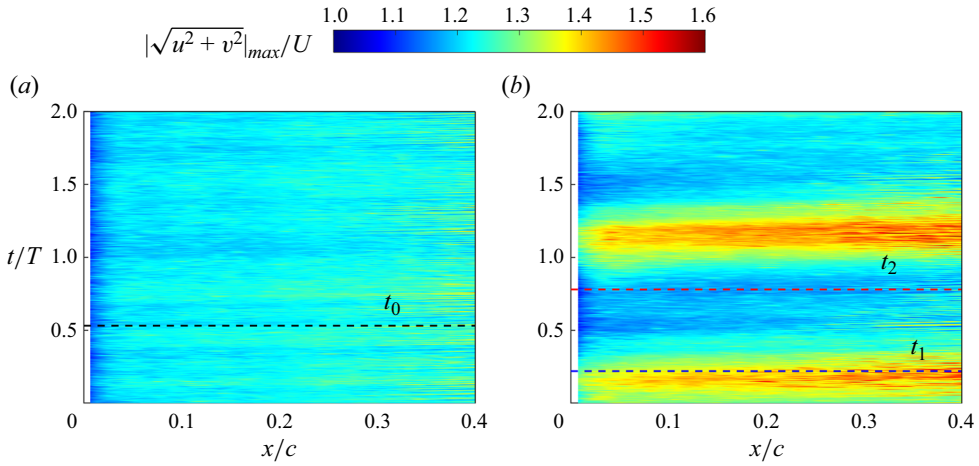 1.0 1.1 1.2 1.3 1.4 1.5 1.6
|√u² + v²|max/U
(a) (b)
2.0 2.0
1.5 1.5
t/T 1.0 1.0
t₂
t₀
0.5 0.5
t₁
0 0.1 0.2 0.3 0.4 0 0.1 0.2 0.3 0.4
x/c x/c